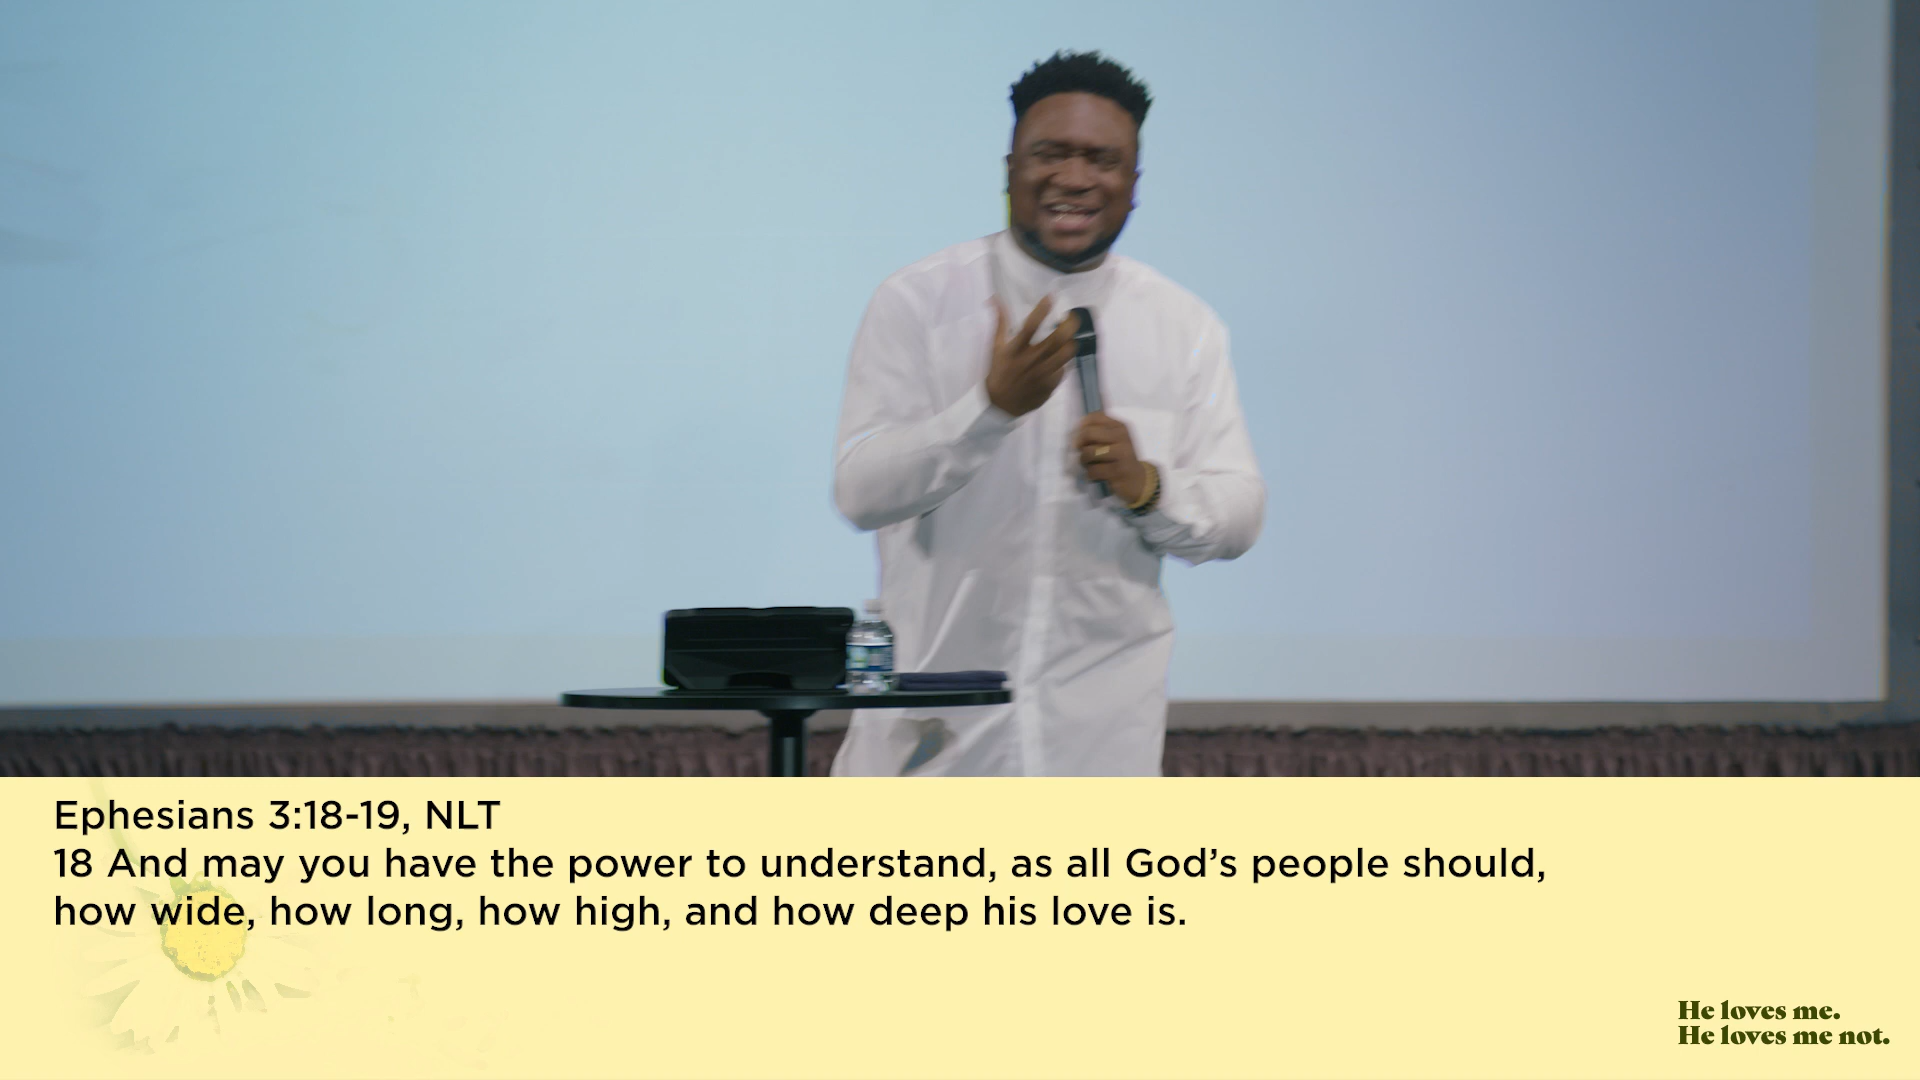 Ephesians 3:18-19, NLT
18 And may you have the power to understand, as all God’s people should,
how wide, how long, how high, and how deep his love is.
He loves me.
He loves me not.